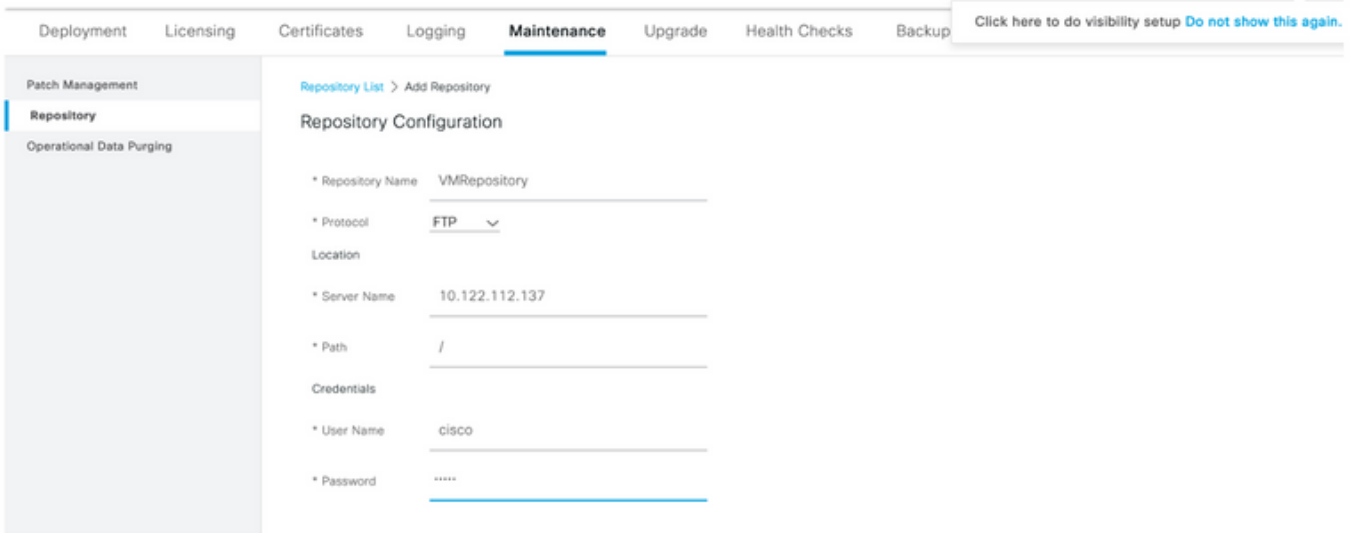 Click here to do visibility setup Do not show this again.
Deployment Licensing Certificates Logging Maintenance Upgrade Health Checks Backup
Patch Management
Repository
Operational Data Purging
Repository List > Add Repository
Repository Configuration
* Repository Name VMRepository
* Protocol FTP
Location
* Server Name 10.122.112.137
* Path /
Credentials
* User Name cisco
* Password •••••